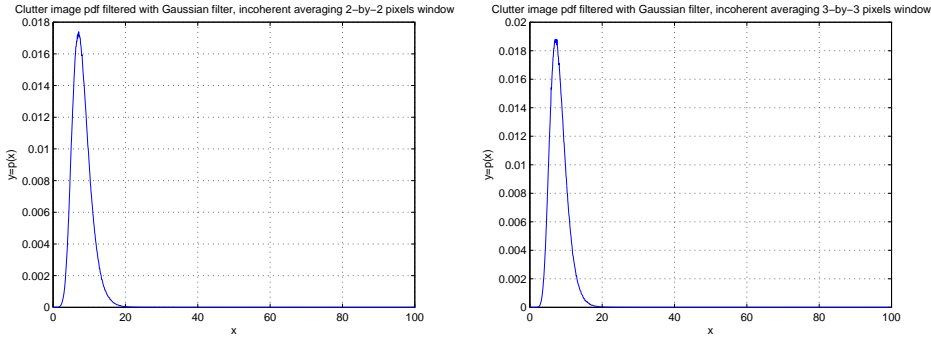 Clutter image pdf filtered with Gaussian filter, incoherent averaging 2−by−2 pixels window
0.018
0.016
0.014
0.012
0.01
0.008
0.006
0.004
0.002
0
y=p(x)
0 20 40 60 80 100
x
Clutter image pdf filtered with Gaussian filter, incoherent averaging 3−by−3 pixels window
0.02
0.018
0.016
0.014
0.012
0.01
0.008
0.006
0.004
0.002
0
y=p(x)
0 20 40 60 80 100
x